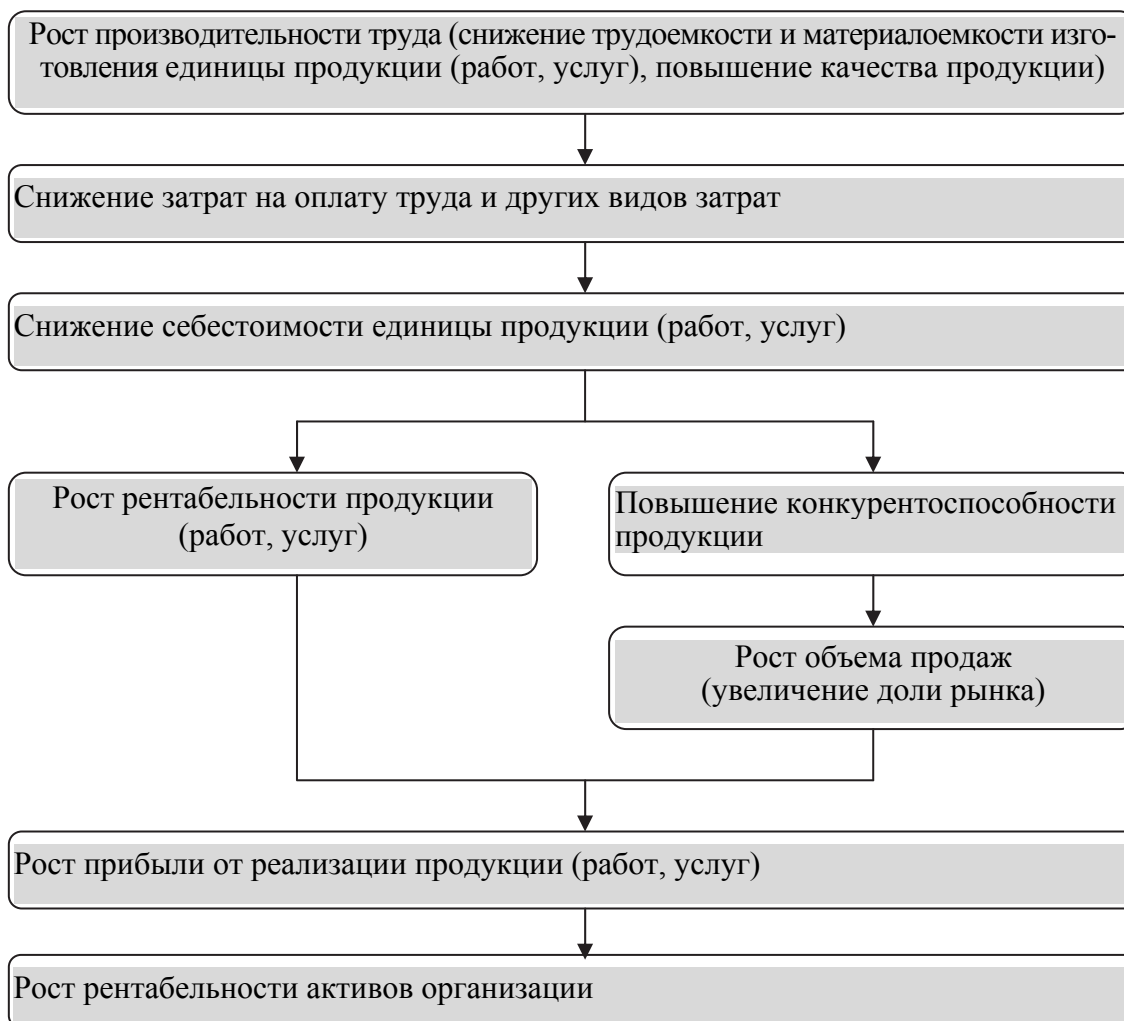 Рост производительности труда (снижение трудоемкости и материалоемкости изго-
товления единицы продукции (работ, услуг), повышение качества продукции)
Снижение затрат на оплату труда и других видов затрат
Снижение себестоимости единицы продукции (работ, услуг)
Рост рентабельности продукции
(работ, услуг)
Повышение конкурентоспособности
продукции
Рост объема продаж
(увеличение доли рынка)
Рост прибыли от реализации продукции (работ, услуг)
Рост рентабельности активов организации